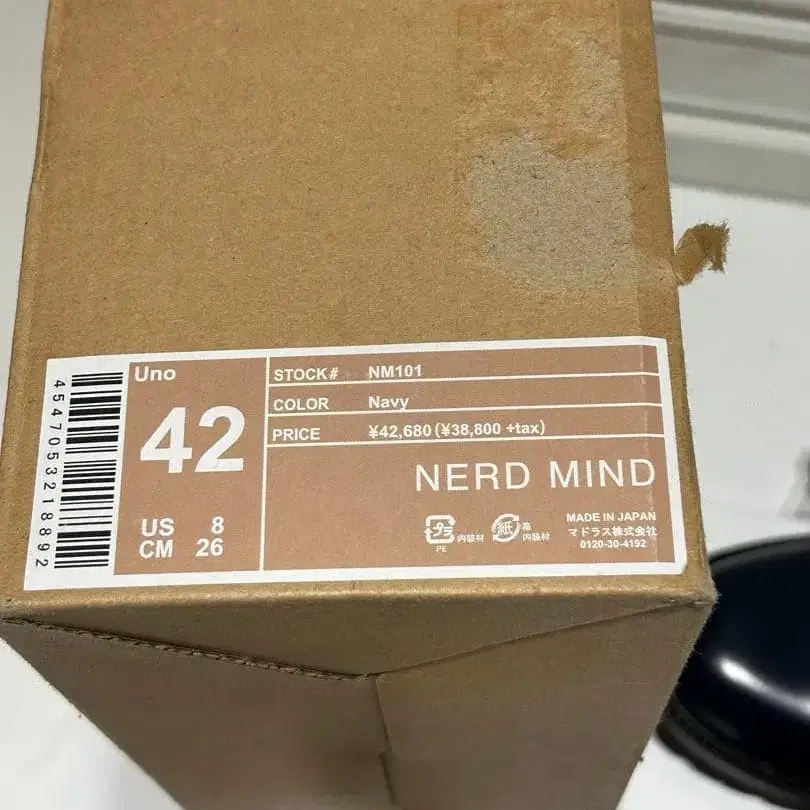 4547053218892
Uno
42
US 8
CM 26
STOCK# NM101
COLOR Navy
PRICE ¥42,680(¥38,800 +tax)
NERD MIND
プラ 内装材
PE
紙 箱
内装材
MADE IN JAPAN
マドラス株式会社
0120-30-4192